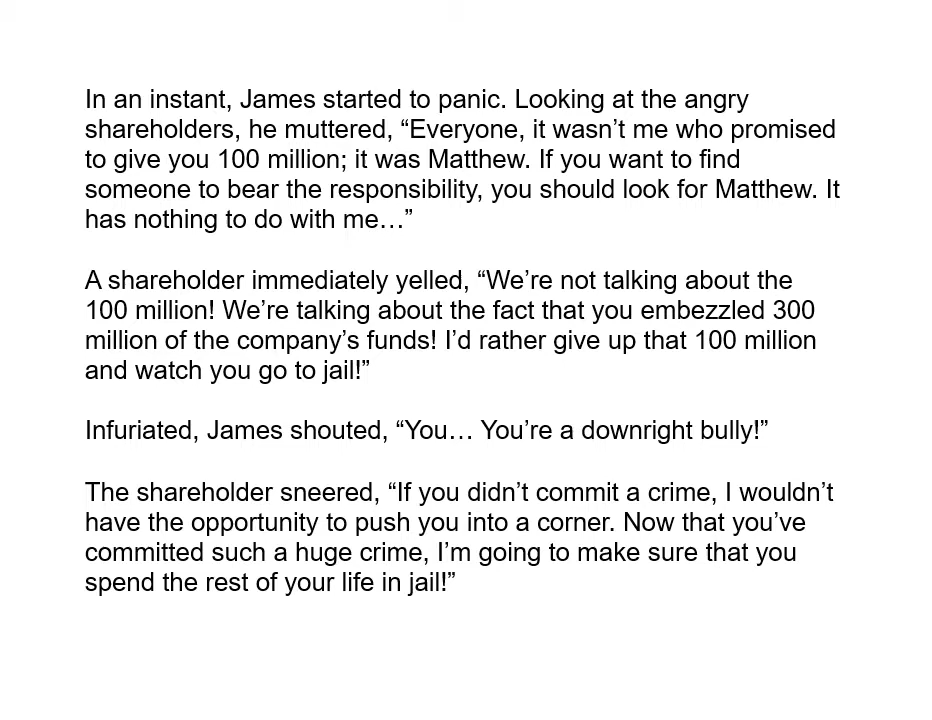 In an instant, James started to panic. Looking at the angry
shareholders, he muttered, “Everyone, it wasn’t me who promised
to give you 100 million; it was Matthew. If you want to find
someone to bear the responsibility, you should look for Matthew. It
has nothing to do with me…”
A shareholder immediately yelled, “We’re not talking about the
100 million! We’re talking about the fact that you embezzled 300
million of the company’s funds! I’d rather give up that 100 million
and watch you go to jail!”
Infuriated, James shouted, “You… You’re a downright bully!”
The shareholder sneered, “If you didn’t commit a crime, I wouldn’t
have the opportunity to push you into a corner. Now that you’ve
committed such a huge crime, I’m going to make sure that you
spend the rest of your life in jail!”